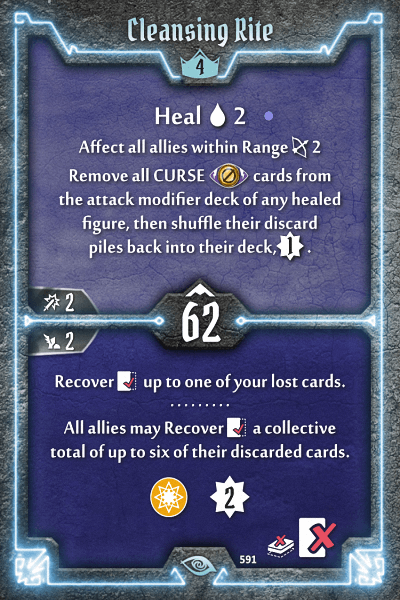 Cleansing Rite
4
Heal 2
Affect all allies within Range 2
Remove all CURSE cards from
the attack modifier deck of any healed
figure, then shuffle their discard
piles back into their deck, 1 .
2
62
2
Recover up to one of your lost cards.
.........
All allies may Recover a collective
total of up to six of their discarded cards.
2
591